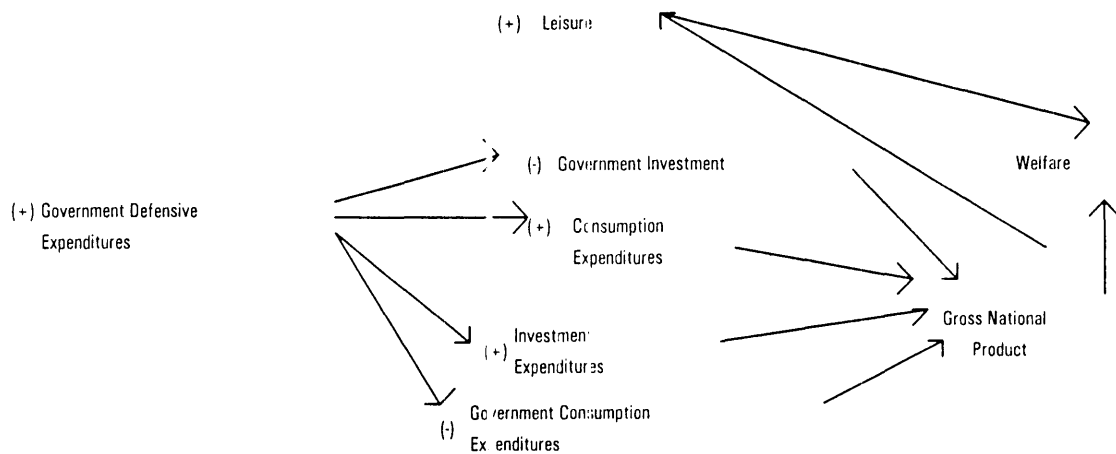 (+) Leisure
(-) Government Investment
Welfare
(+) Government Defensive
Expenditures
(+) Consumption
Expenditures
Gross National
Product
(+) Investment
Expenditures
(-) Government Consumption
Expenditures